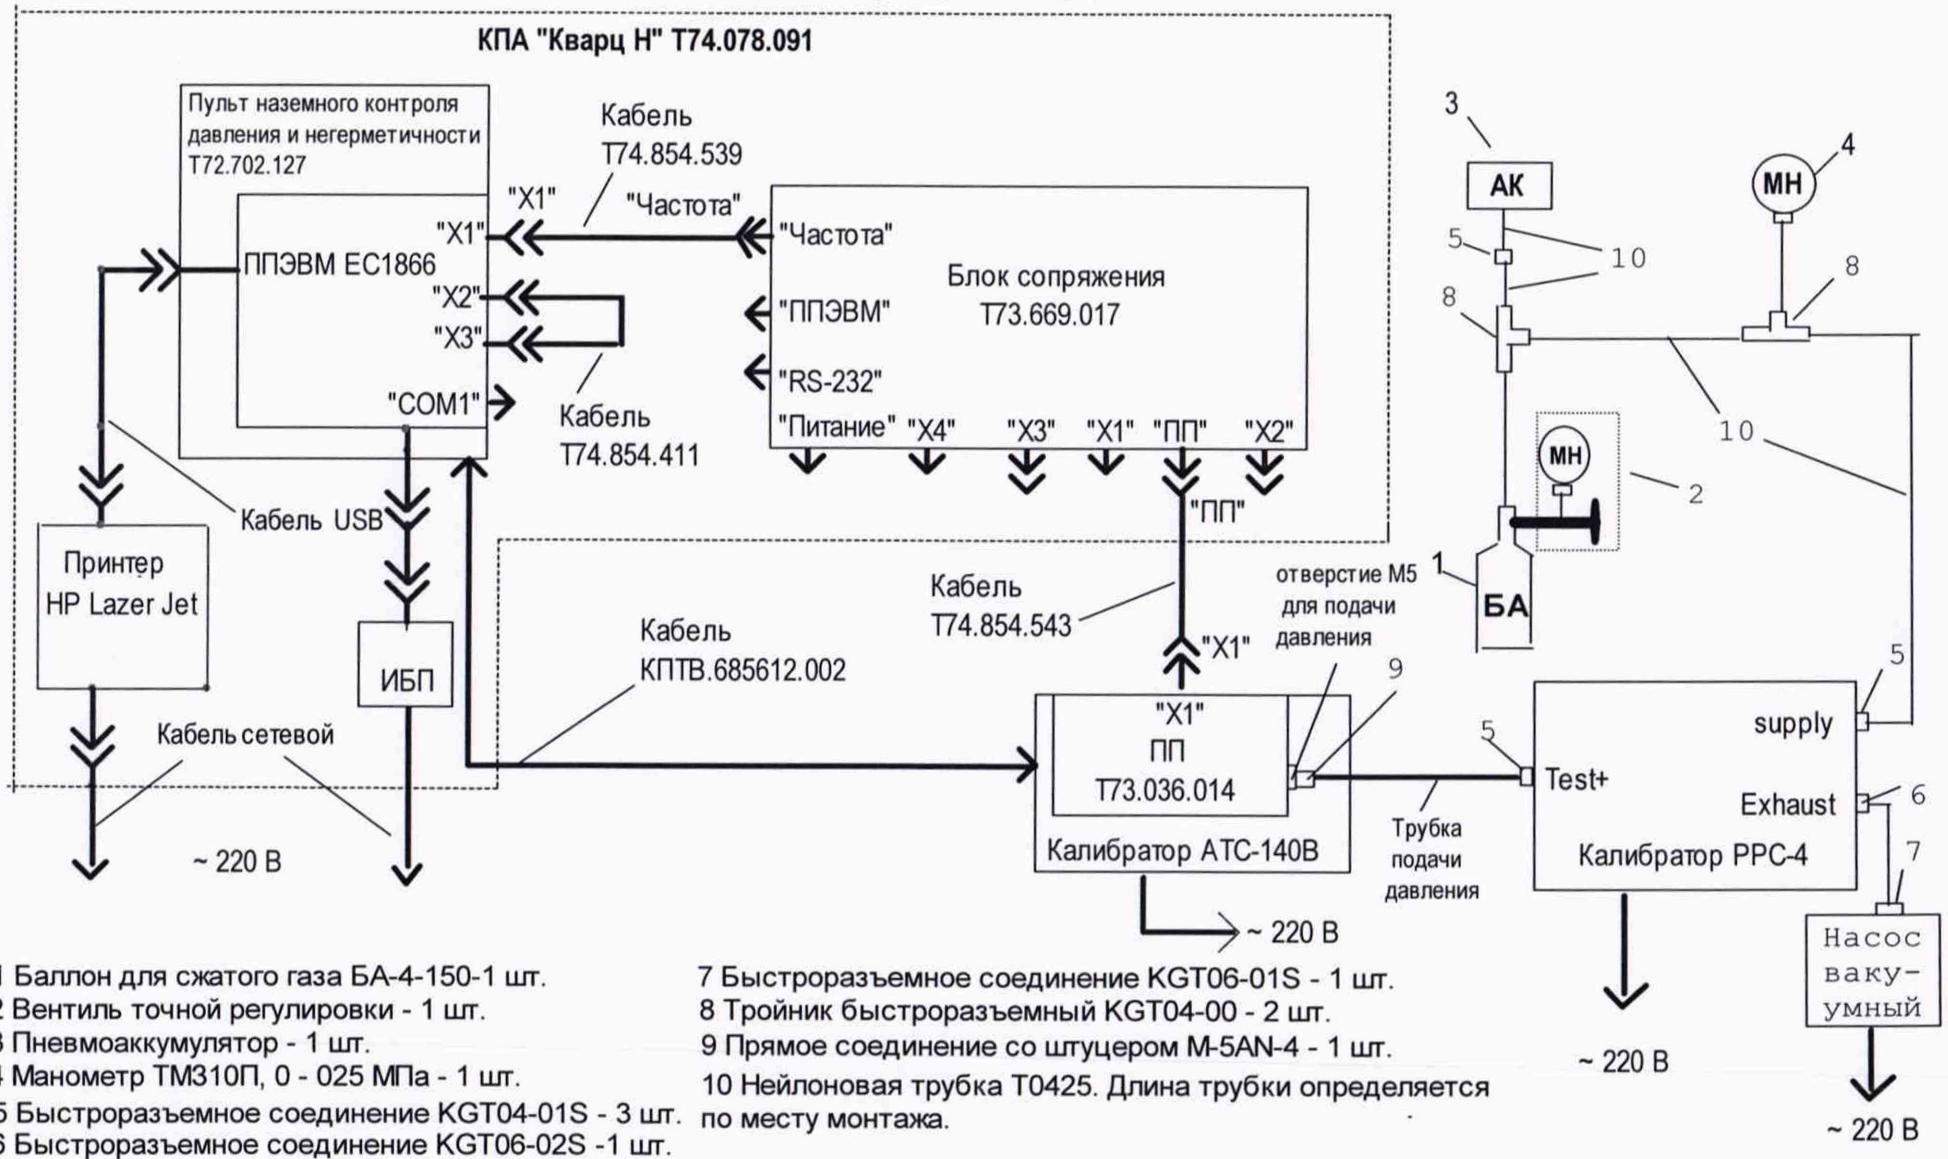 КПА "Кварц Н" Т74.078.091
Пульт наземного контроля
давления и негерметичности
Т72.702.127
ППЭВМ ЕС1866
"Х1"
"Х2"
"Х3"
"COM1"
"Х1"
Кабель
Т74.854.539
"Частота"
Кабель
Т74.854.411
"Частота"
"ППЭВМ"
"RS-232"
"Питание"
"Х4"
"Х3"
"Х1"
"ПП"
"Х2"
Блок сопряжения
Т73.669.017
"ПП"
Кабель USB
Принтер
HP Lazer Jet
ИБП
Кабель сетевой
~ 220 В
Кабель
КПТВ.685612.002
Кабель
Т74.854.543
"Х1"
отверстие М5
для подачи
давления
9
"Х1"
ПП
Т73.036.014
Калибратор АТС-140В
~ 220 В
Трубка
подачи
давления
3
АК
5
10
8
4
МН
8
10
МН
2
1
БА
5
5
supply
Test+
Exhaust
Калибратор РРС-4
6
7
Насос
ваку-
умный
~ 220 В
~ 220 В
1 Баллон для сжатого газа БА-4-150-1 шт.
2 Вентиль точной регулировки - 1 шт.
3 Пневмоаккумулятор - 1 шт.
4 Манометр ТМ310П, 0 - 025 МПа - 1 шт.
5 Быстроразъемное соединение KGT04-01S - 3 шт.
6 Быстроразъемное соединение KGT06-02S -1 шт.
7 Быстроразъемное соединение KGT06-01S - 1 шт.
8 Тройник быстроразъемный KGT04-00 - 2 шт.
9 Прямое соединение со штуцером M-5AN-4 - 1 шт.
10 Нейлоновая трубка Т0425. Длина трубки определяется
по месту монтажа.